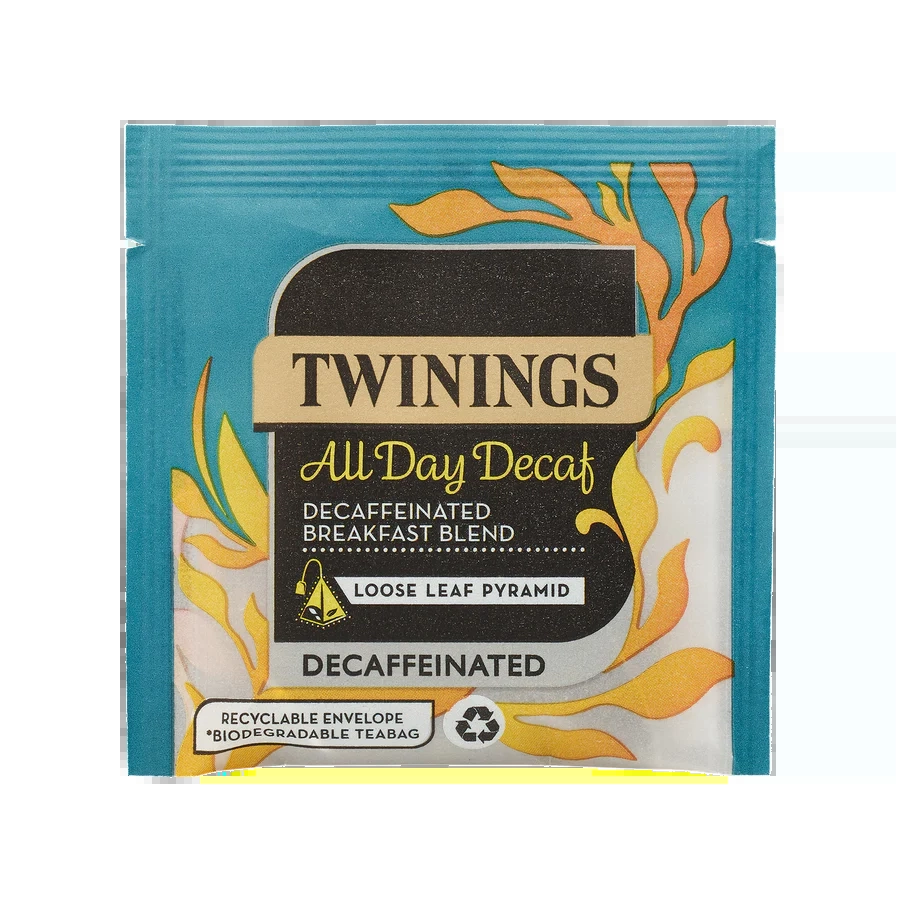 TWININGS
All Day Decaf
DECAFFEINATED
BREAKFAST BLEND
LOOSE LEAF PYRAMID
DECAFFEINATED
RECYCLABLE ENVELOPE
*BIODEGRADABLE TEABAG